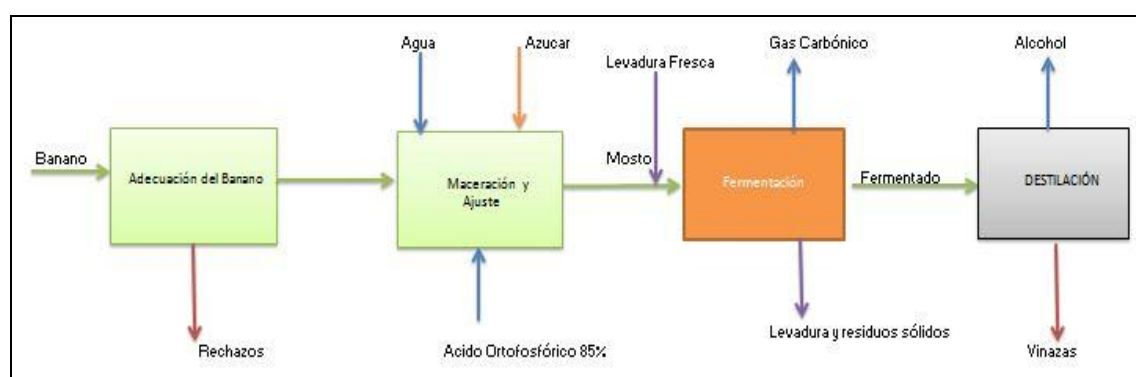 Agua
Azucar
Gas Carbónico
Alcohol
Levadura Fresca
Banano
Adecuación del Banano
Maceración y
Ajuste
Mosto
Fermentación
Fermentado
DESTILACIÓN
Rechazos
Acido Ortofosfórico 85%
Levadura y residuos sólidos
Vinazas